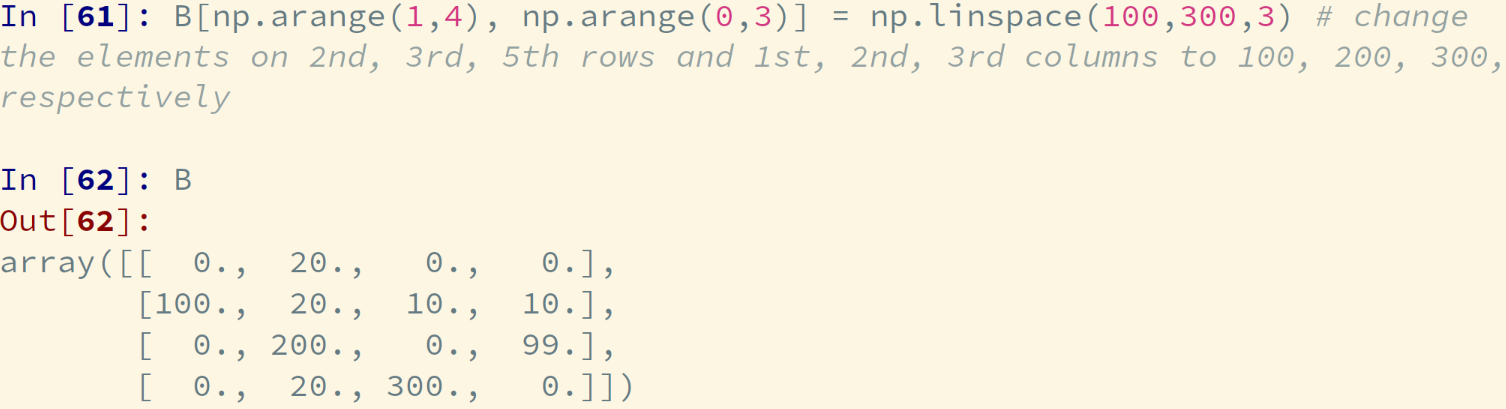 In [61]: B[np.arange(1,4), np.arange(0,3)] = np.linspace(100,300,3) # change
the elements on 2nd, 3rd, 5th rows and 1st, 2nd, 3rd columns to 100, 200, 300,
respectively
In [62]: B
Out[62]:
array([[  0.,  20.,   0.,   0.],
       [100.,  20.,  10.,  10.],
       [  0., 200.,   0.,  99.],
       [  0.,  20., 300.,   0.]])